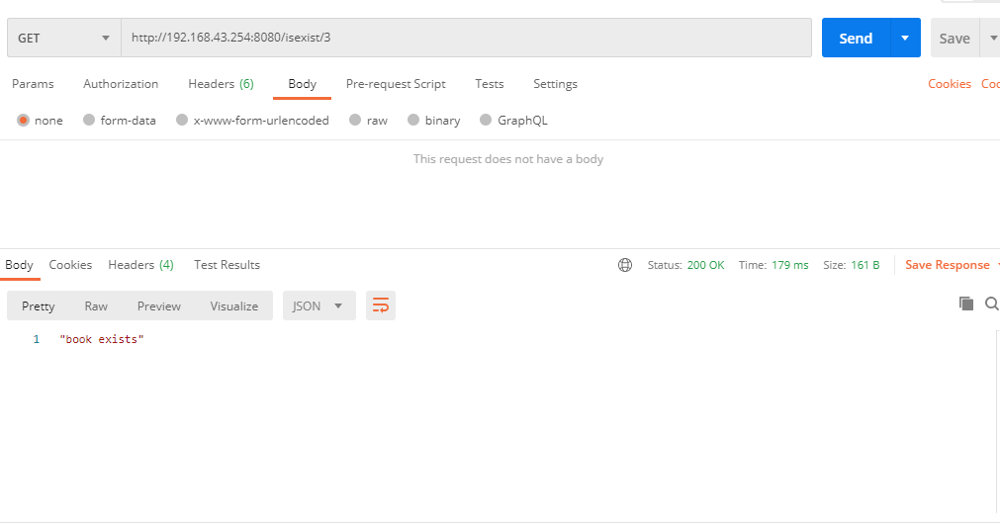 GET http://192.168.43.254:8080/isexist/3 Send Save
Params Authorization Headers (6) Body Pre-request Script Tests Settings Cookies
none form-data x-www-form-urlencoded raw binary GraphQL
This request does not have a body
Body Cookies Headers (4) Test Results Status: 200 OK Time: 179 ms Size: 161 B Save Response
Pretty Raw Preview Visualize JSON
1 "book exists"